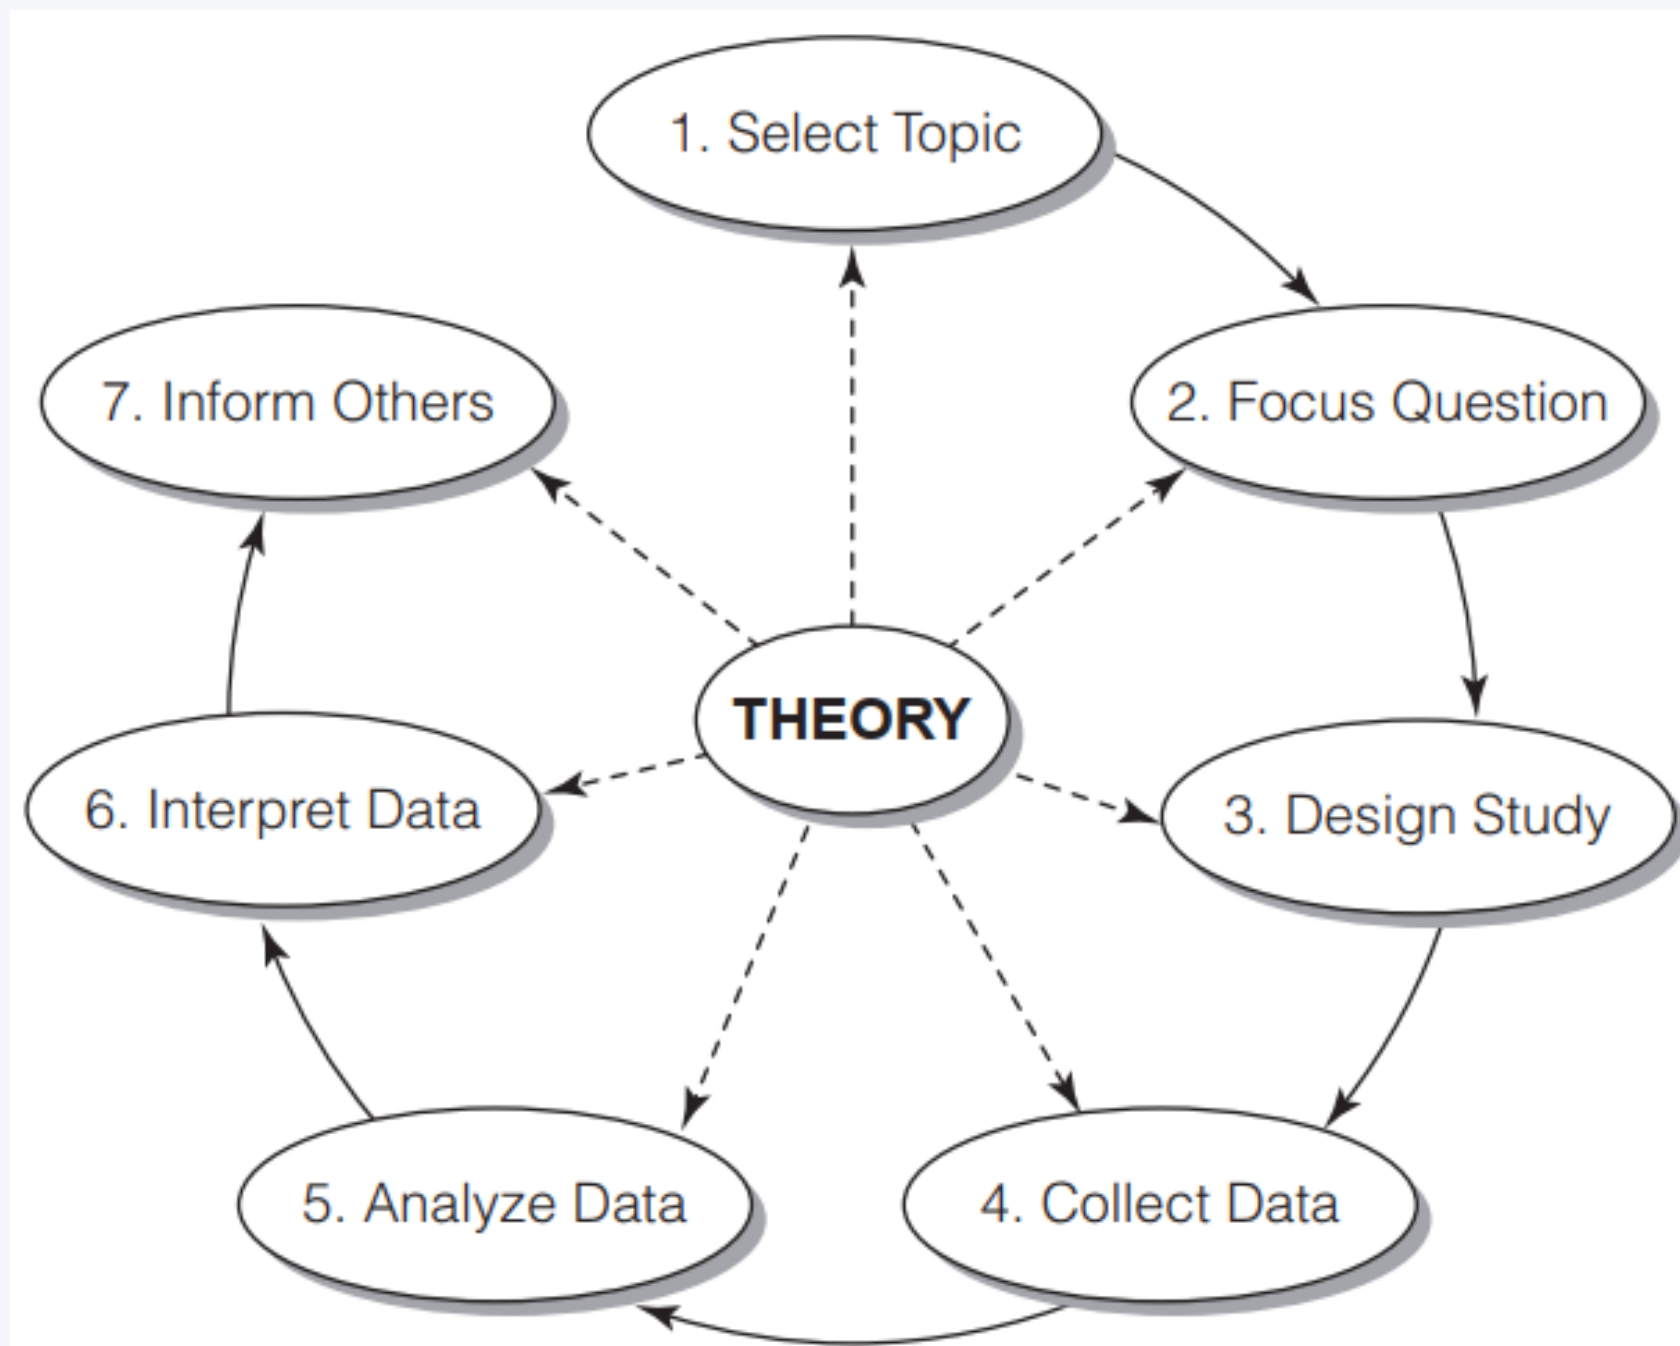 1. Select Topic
2. Focus Question
3. Design Study
4. Collect Data
5. Analyze Data
6. Interpret Data
7. Inform Others
THEORY